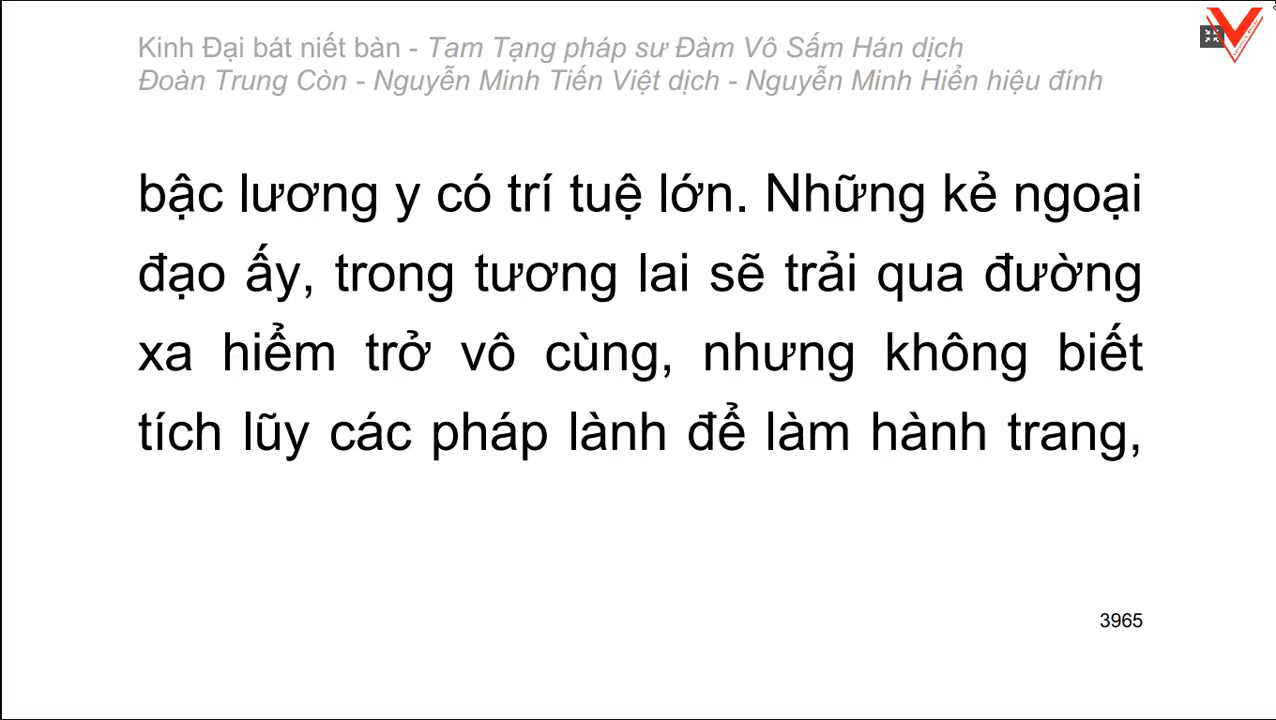 Kinh Đại bát niết bàn - Tam Tạng pháp sư Đàm Vô Sấm Hán dịch
Đoàn Trung Còn - Nguyễn Minh Tiến Việt dịch - Nguyễn Minh Hiển hiệu đính
bậc lương y có trí tuệ lớn. Những kẻ ngoại
đạo ấy, trong tương lai sẽ trải qua đường
xa hiểm trở vô cùng, nhưng không biết
tích lũy các pháp lành để làm hành trang,
3965